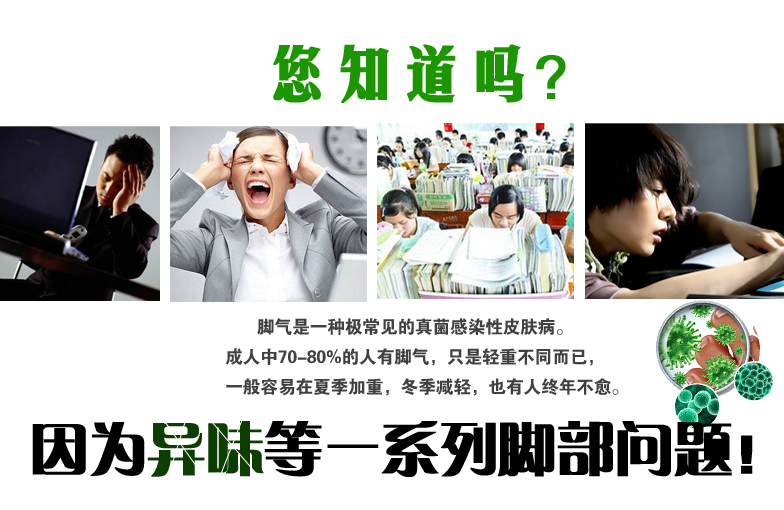 您知道吗?
脚气是一种极常见的真菌感染性皮肤病。
成人中70-80%的人有脚气，只是轻重不同而已，
一般容易在夏季加重，冬季减轻，也有人终年不愈。
因为异味等一系列脚部问题!